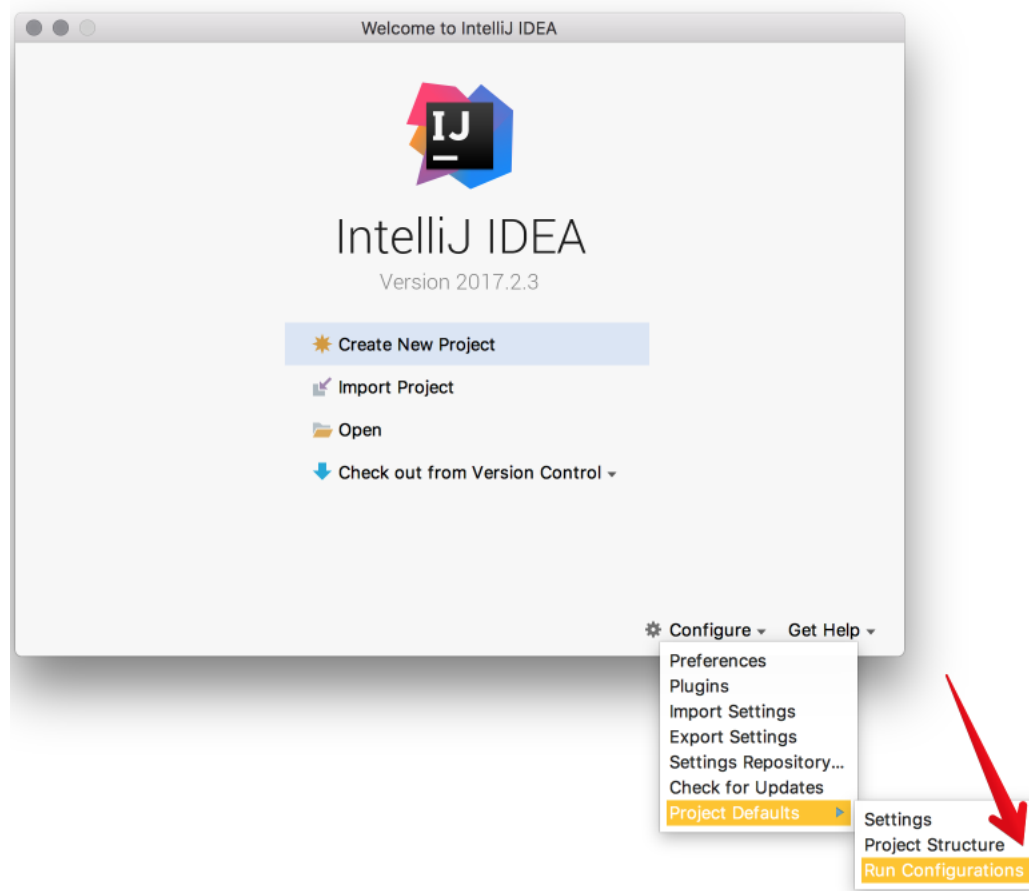 Welcome to IntelliJ IDEA
IJ
IntelliJ IDEA
Version 2017.2.3
Create New Project
Import Project
Open
Check out from Version Control
Configure Get Help
Preferences
Plugins
Import Settings
Export Settings
Settings Repository...
Check for Updates
Project Defaults
Settings
Project Structure
Run Configurations